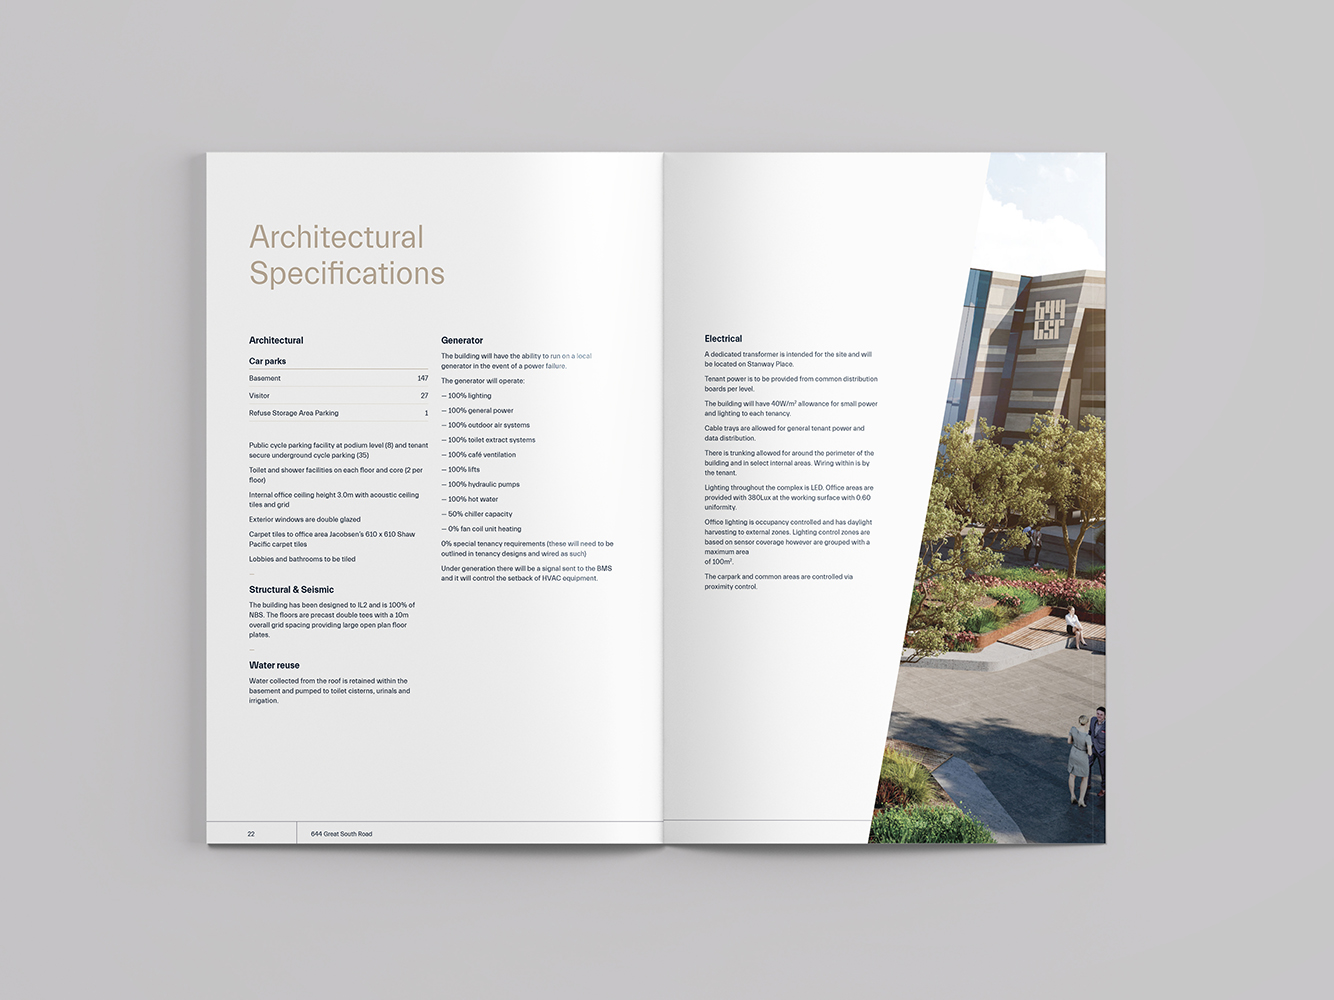 Architectural
Specifications
Architectural
Car parks
Basement 147
Visitor 27
Refuse Storage Area Parking 1
Public cycle parking facility at podium level (8) and tenant
secure underground cycle parking (35)
Toilet and shower facilities on each floor and core (2 per
floor)
Internal office ceiling height 3.0m with acoustic ceiling
tiles and grid
Exterior windows are double glazed
Carpet tiles to office area Jacobsen's 610 x 610 Shaw
Pacific carpet tiles
Lobbies and bathrooms to be tiled
—
Structural & Seismic
The building has been designed to IL2 and is 100% of
NBS. The floors are precast double tees with a 10m
overall grid spacing providing large open plan floor
plates.
—
Water reuse
Water collected from the roof is retained within the
basement and pumped to toilet cisterns, urinals and
irrigation.
Generator
The building will have the ability to run on a local
generator in the event of a power failure.
The generator will operate:
— 100% lighting
— 100% general power
— 100% outdoor air systems
— 100% toilet extract systems
— 100% café ventilation
— 100% lifts
— 100% hydraulic pumps
— 100% hot water
— 50% chiller capacity
— 0% fan coil unit heating
0% special tenancy requirements (these will need to be
outlined in tenancy designs and wired as such)
Under generation there will be a signal sent to the BMS
and it will control the setback of HVAC equipment.
22
644 Great South Road
Electrical
A dedicated transformer is intended for the site and will
be located on Stanway Place.
Tenant power is to be provided from common distribution
boards per level.
The building will have 40W/m² allowance for small power
and lighting to each tenancy.
Cable trays are allowed for general tenant power and
data distribution.
There is trunking allowed for around the perimeter of the
building and in select internal areas. Wiring within is by
the tenant.
Lighting throughout the complex is LED. Office areas are
provided with 380Lux at the working surface with 0.60
uniformity.
Office lighting is occupancy controlled and has daylight
harvesting to external zones. Lighting control zones are
based on sensor coverage however are grouped with a
maximum area
of 100m².
The carpark and common areas are controlled via
proximity control.
644
GSR